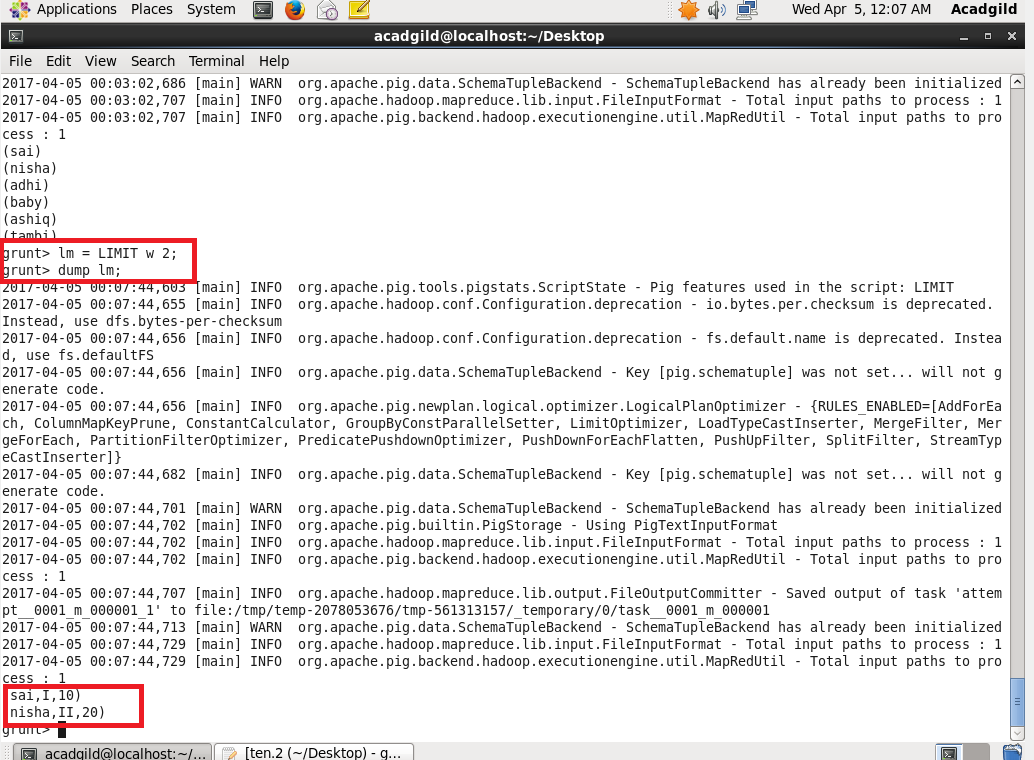 Applications Places System Wed Apr 5, 12:07 AM Acadgild
acadgild@localhost:~/Desktop
File Edit View Search Terminal Help
2017-04-05 00:03:02,686 [main] WARN  org.apache.pig.data.SchemaTupleBackend - SchemaTupleBackend has already been initialized
2017-04-05 00:03:02,707 [main] INFO  org.apache.hadoop.mapreduce.lib.input.FileInputFormat - Total input paths to process : 1
2017-04-05 00:03:02,707 [main] INFO  org.apache.pig.backend.hadoop.executionengine.util.MapRedUtil - Total input paths to pro
cess : 1
(sai)
(nisha)
(adhi)
(baby)
(ashiq)
(tambi)
grunt> lm = LIMIT w 2;
grunt> dump lm;
2017-04-05 00:07:44,603 [main] INFO  org.apache.pig.tools.pigstats.ScriptState - Pig features used in the script: LIMIT
2017-04-05 00:07:44,655 [main] INFO  org.apache.hadoop.conf.Configuration.deprecation - io.bytes.per.checksum is deprecated.
Instead, use dfs.bytes-per-checksum
2017-04-05 00:07:44,656 [main] INFO  org.apache.hadoop.conf.Configuration.deprecation - fs.default.name is deprecated. Instea
d, use fs.defaultFS
2017-04-05 00:07:44,656 [main] INFO  org.apache.pig.data.SchemaTupleBackend - Key [pig.schematuple] was not set... will not g
enerate code.
2017-04-05 00:07:44,656 [main] INFO  org.apache.pig.newplan.logical.optimizer.LogicalPlanOptimizer - {RULES_ENABLED=[AddForEa
ch, ColumnMapKeyPrune, ConstantCalculator, GroupByConstParallelSetter, LimitOptimizer, LoadTypeCastInserter, MergeFilter, Mer
geForEach, PartitionFilterOptimizer, PredicatePushdownOptimizer, PushDownForEachFlatten, PushUpFilter, SplitFilter, StreamTyp
eCastInserter]}
2017-04-05 00:07:44,682 [main] INFO  org.apache.pig.data.SchemaTupleBackend - Key [pig.schematuple] was not set... will not g
enerate code.
2017-04-05 00:07:44,701 [main] WARN  org.apache.pig.data.SchemaTupleBackend - SchemaTupleBackend has already been initialized
2017-04-05 00:07:44,702 [main] INFO  org.apache.pig.builtin.PigStorage - Using PigTextInputFormat
2017-04-05 00:07:44,702 [main] INFO  org.apache.hadoop.mapreduce.lib.input.FileInputFormat - Total input paths to process : 1
2017-04-05 00:07:44,702 [main] INFO  org.apache.pig.backend.hadoop.executionengine.util.MapRedUtil - Total input paths to pro
cess : 1
2017-04-05 00:07:44,707 [main] INFO  org.apache.hadoop.mapreduce.lib.output.FileOutputCommitter - Saved output of task 'attem
pt__0001_m_000001_1' to file:/tmp/temp-2078053676/tmp-561313157/_temporary/0/task__0001_m_000001
2017-04-05 00:07:44,713 [main] WARN  org.apache.pig.data.SchemaTupleBackend - SchemaTupleBackend has already been initialized
2017-04-05 00:07:44,729 [main] INFO  org.apache.hadoop.mapreduce.lib.input.FileInputFormat - Total input paths to process : 1
2017-04-05 00:07:44,729 [main] INFO  org.apache.pig.backend.hadoop.executionengine.util.MapRedUtil - Total input paths to pro
cess : 1
sai,I,10)
nisha,II,20)
grunt>
acadgild@localhost:~/... [ten.2 (~/Desktop) - g...